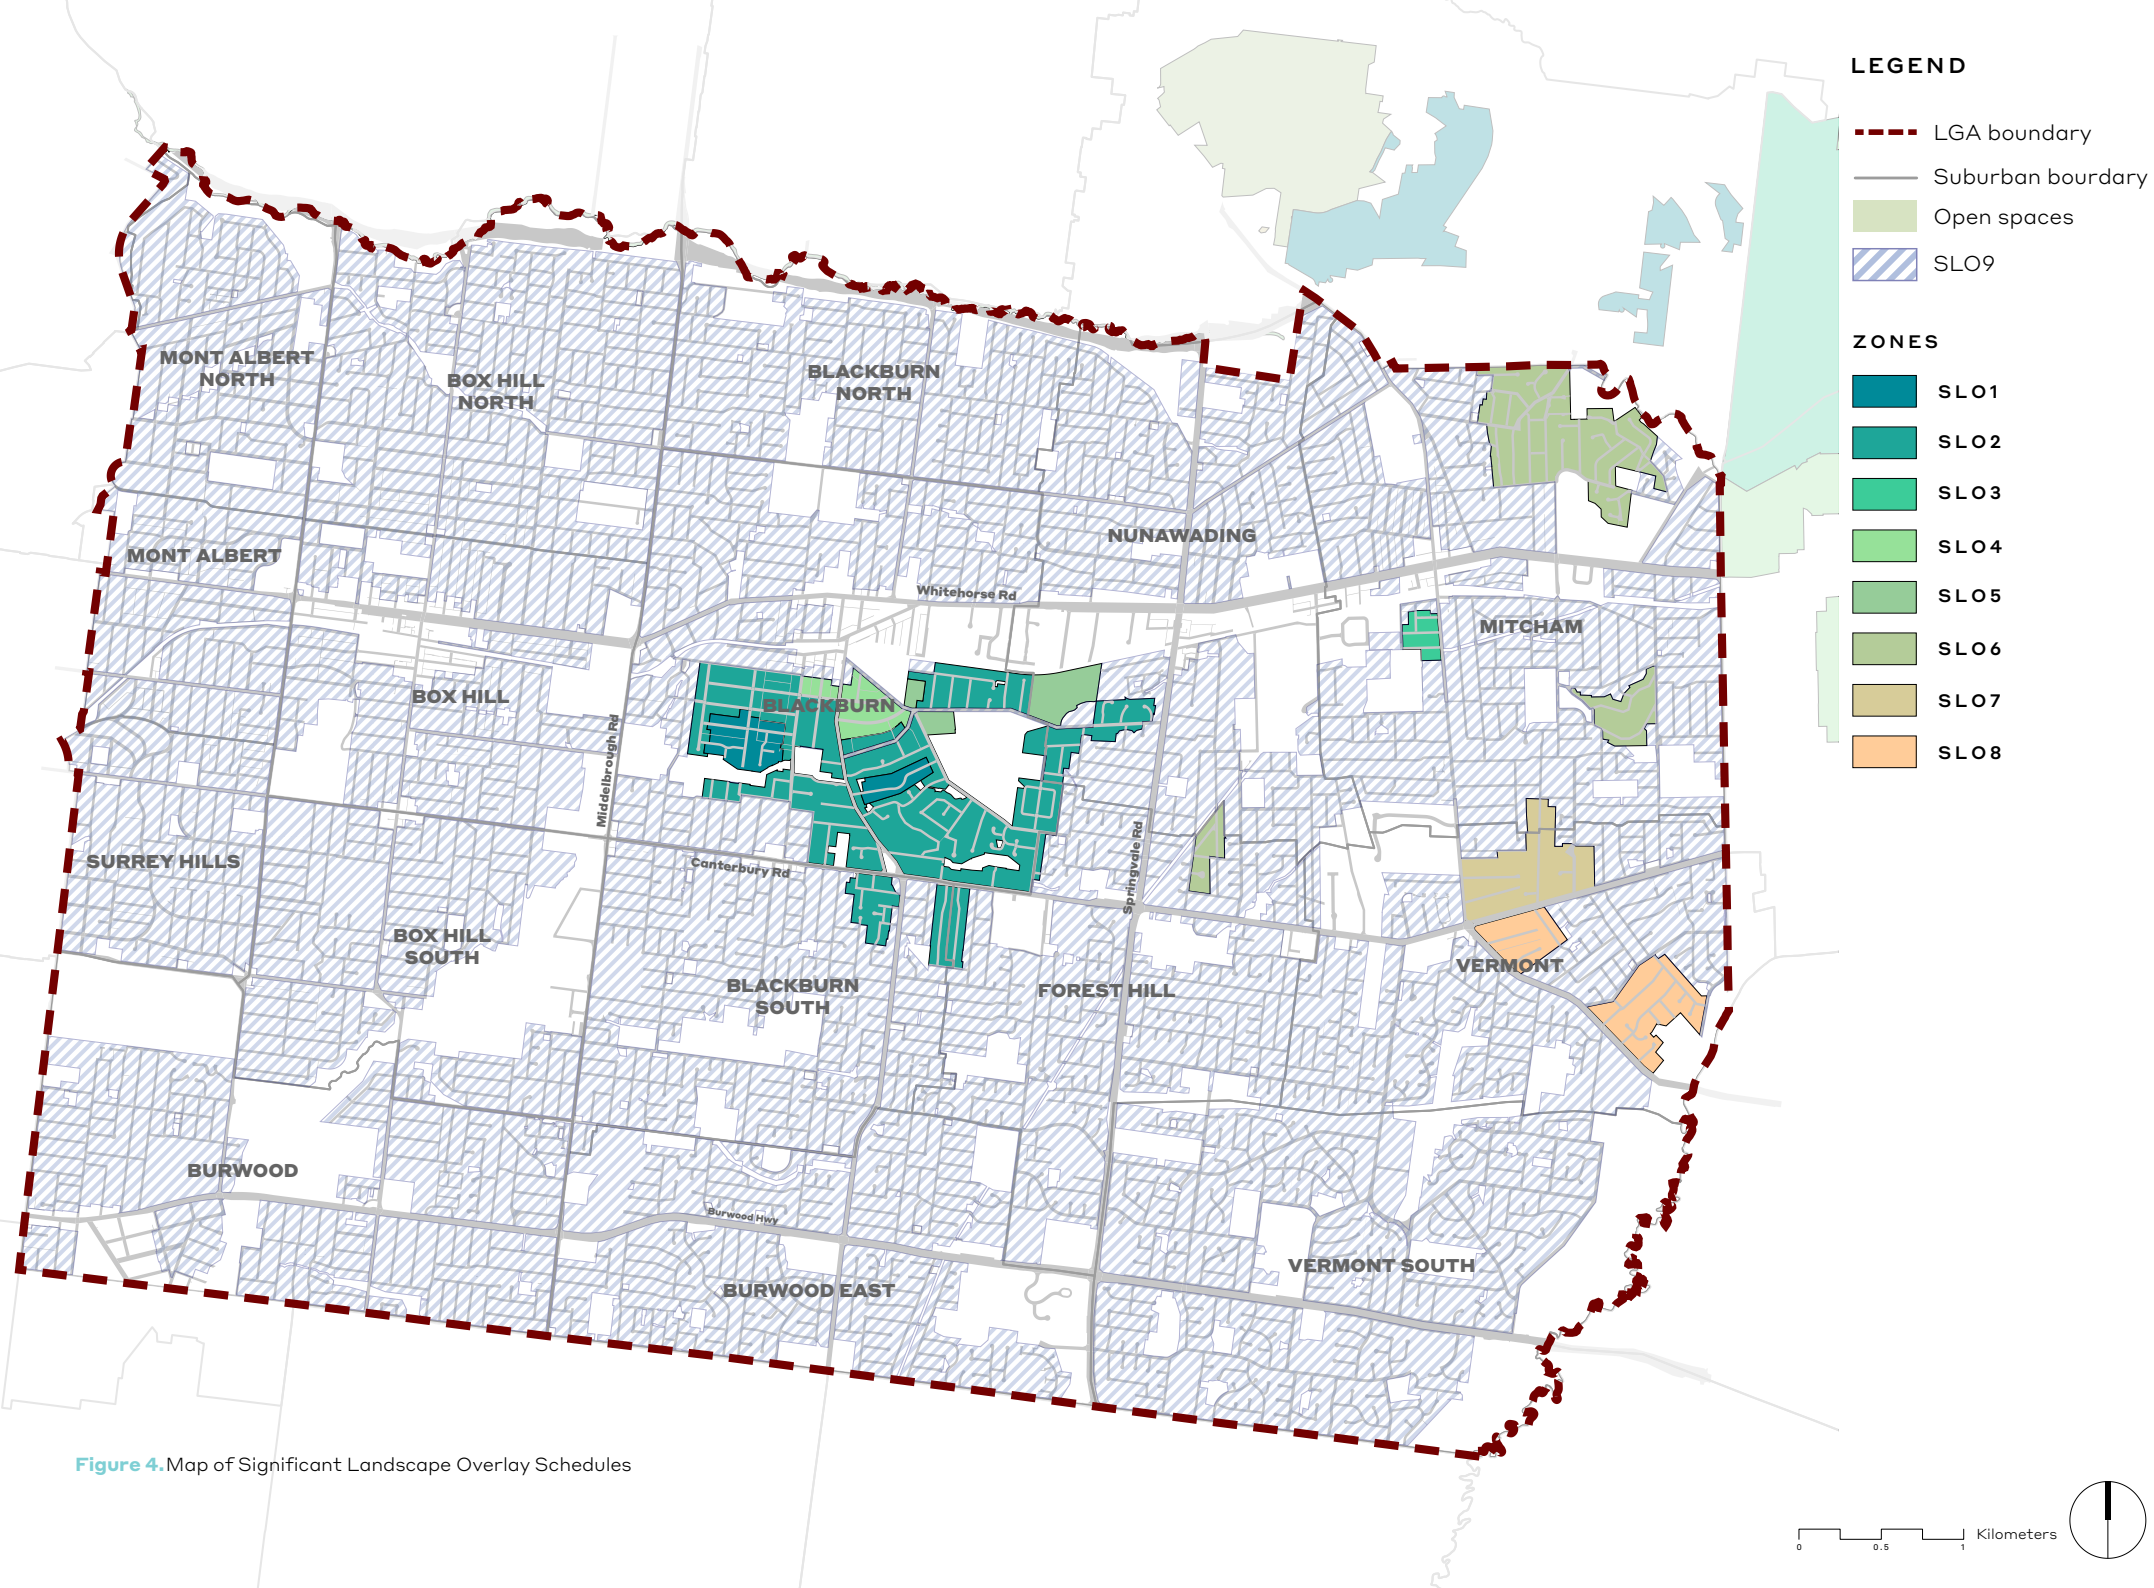 LEGEND
LGA boundary
Suburban bourdary
Open spaces
SLO9
ZONES
SLO1
SLO2
SLO3
SLO4
SLO5
SLO6
SLO7
SLO8
MONT ALBERT
NORTH
BOX HILL
NORTH
BLACKBURN
NORTH
NUNAWADING
MONT ALBERT
Whitehorse Rd
MITCHAM
BOX HILL
BLACKBURN
Middelbrough Rd
SURREY HILLS
Canterbury Rd
Springvale Rd
BOX HILL
SOUTH
BLACKBURN
SOUTH
FOREST HILL
VERMONT
BURWOOD
Burwood Hwy
BURWOOD EAST
VERMONT SOUTH
Figure 4. Map of Significant Landscape Overlay Schedules
Kilometers
0 0.5 1